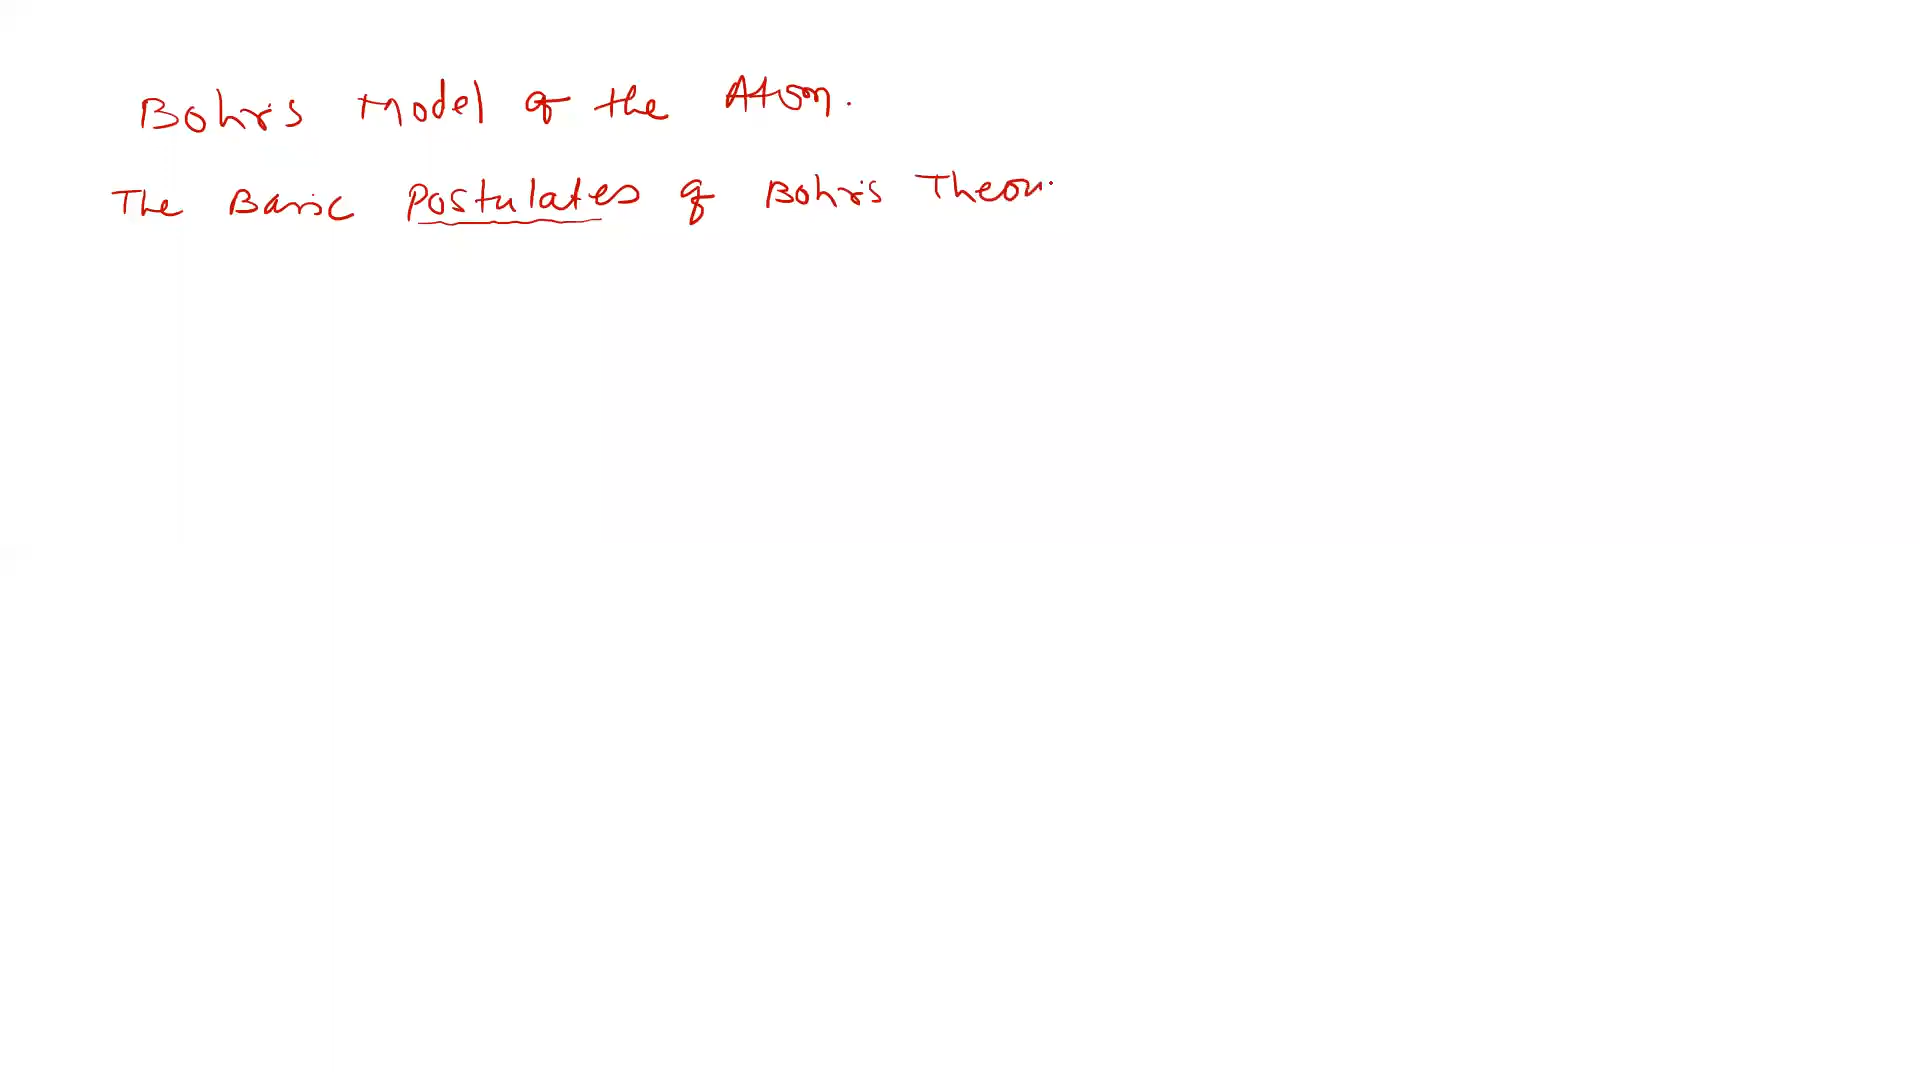 Bohr's Model of the Atom.
The Basic Postulates of Bohr's Theory